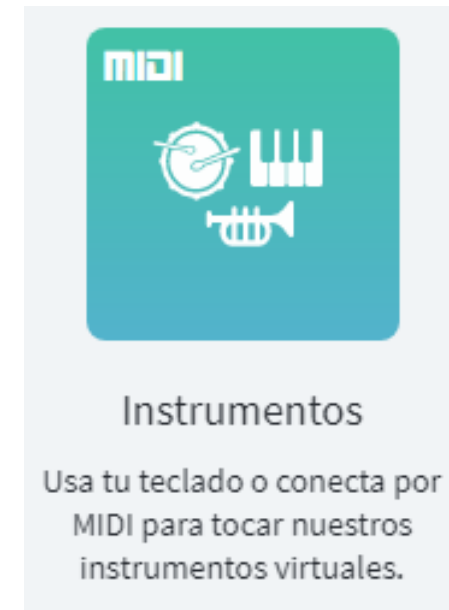 MIDI
Instrumentos
Usa tu teclado o conecta por
MIDI para tocar nuestros
instrumentos virtuales.